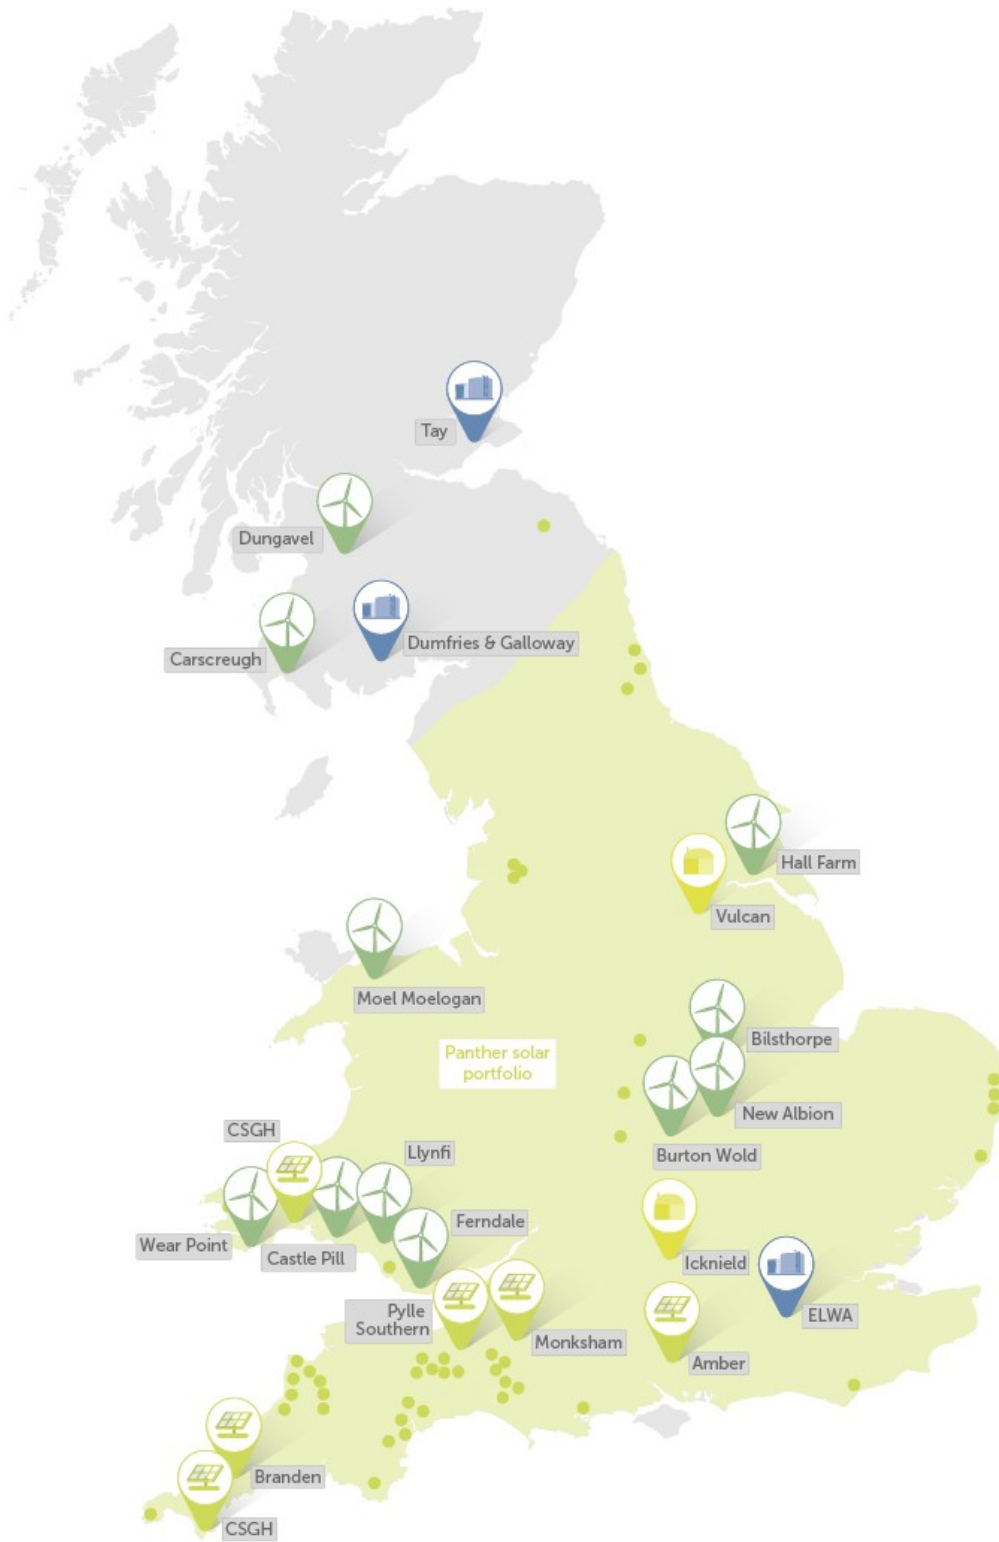 Tay
Dungavel
Dumfries & Galloway
Carscreugh
Hall Farm
Vulcan
Moel Moelogan
Bilsthorpe
Panther solar
portfolio
New Albion
CSGH
Llynfi
Burton Wold
Ferndale
Wear Point
Castle Pill
Icknield
Pylle
Southern
ELWA
Monksham
Amber
Branden
CSGH